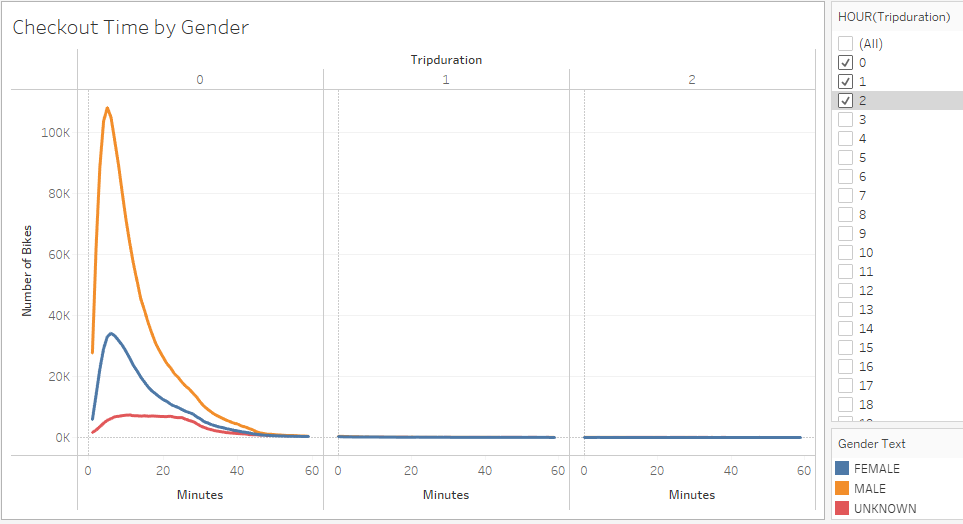 Checkout Time by Gender
Tripduration
0 1 2
100K
80K
60K
40K
20K
0K
Number of Bikes
0 20 40 60 0 20 40 60 0 20 40 60
Minutes Minutes Minutes
HOUR(Tripduration)
(All)
0
1
2
3
4
5
6
7
8
9
10
11
12
13
14
15
16
17
18
Gender Text
FEMALE
MALE
UNKNOWN